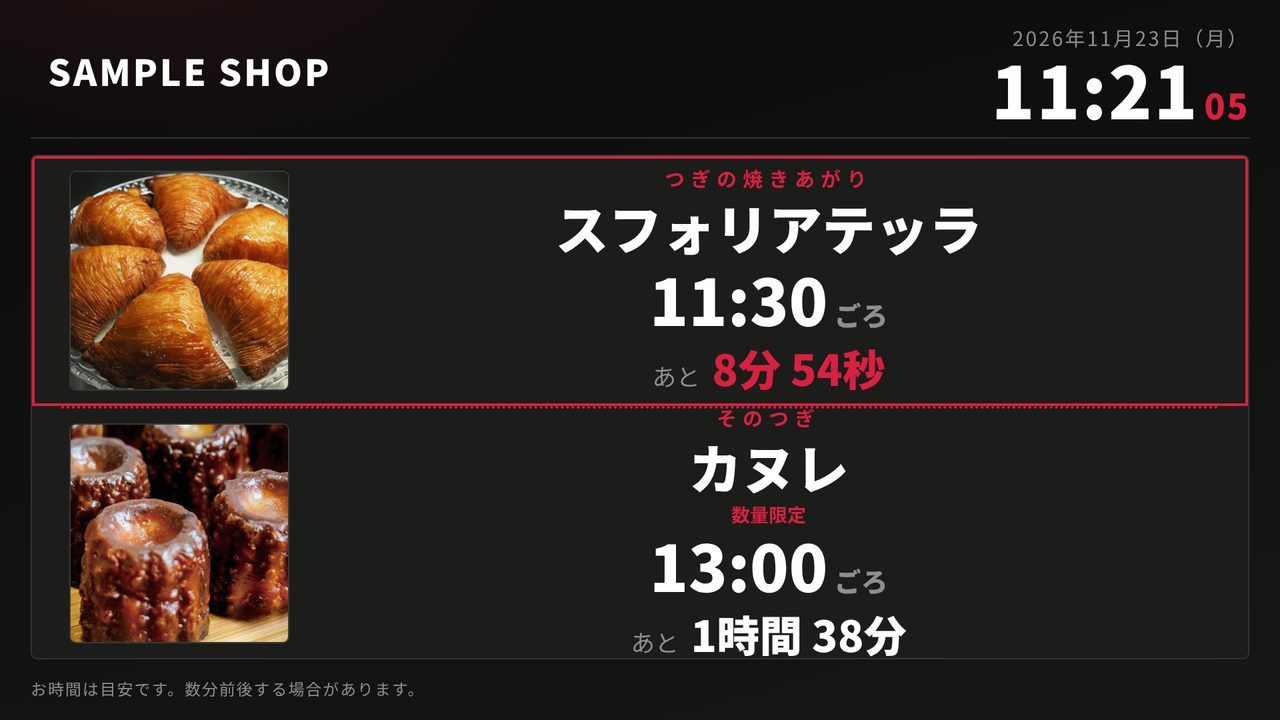 SAMPLE SHOP
2026年11月23日（月）
11:21 05
つぎの焼きあがり
スフォリアテッラ
11:30 ごろ
あと 8分 54秒
そのつぎ
カヌレ
数量限定
13:00 ごろ
あと 1時間 38分
お時間は目安です。数分前後する場合があります。